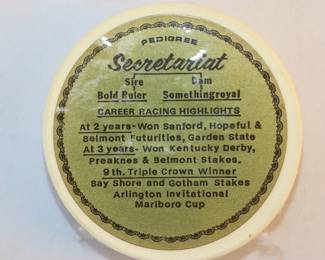 PEDIGREE
Secretariat
Sire Dam
Bold Ruler Somethingroyal
CAREER RACING HIGHLIGHTS
At 2 years-Won Sanford, Hopeful &
Belmont Futurities, Garden State
At 3 years- Won Kentucky Derby,
Preaknes & Belmont Stakes.
9th. Triple Crown Winner
Bay Shore and Gotham Stakes
Arlington Invitational
Marlboro Cup